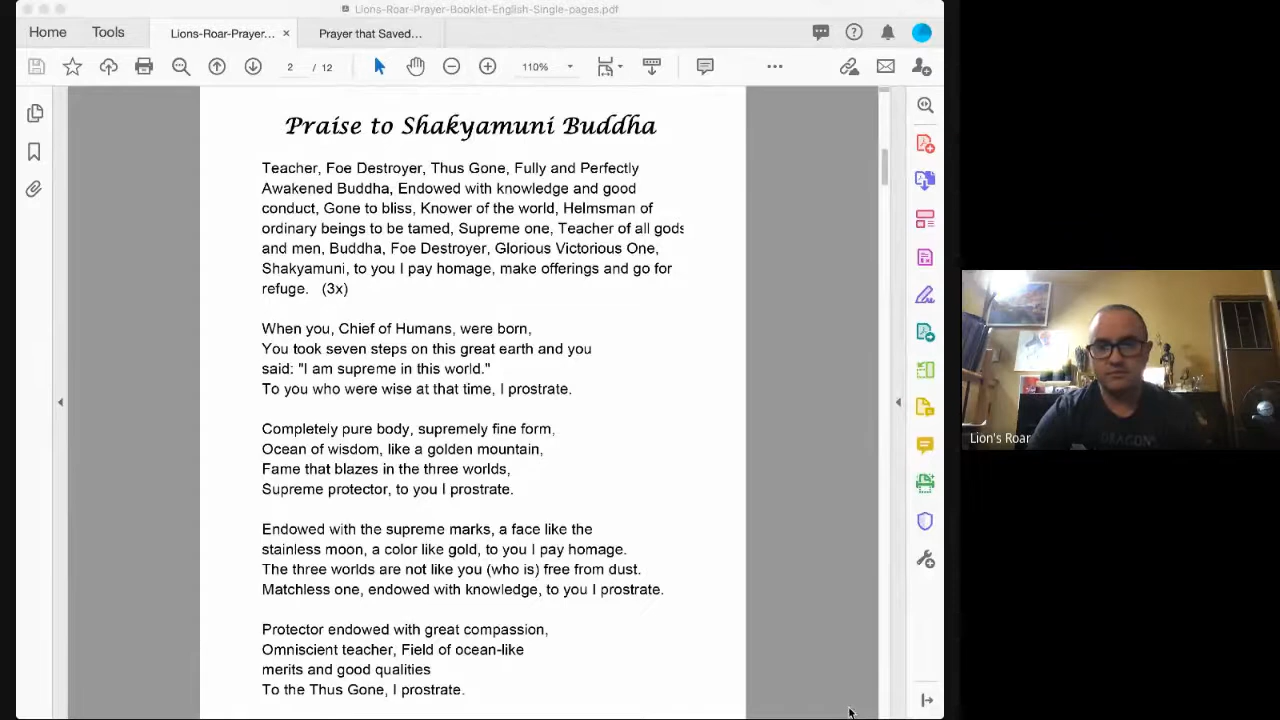 Lions-Roar-Prayer-Booklet-English-Single-pages.pdf
Home Tools Lions-Roar-Prayer... × Prayer that Saved...
2 / 12 110%
Praise to Shakyamuni Buddha
Teacher, Foe Destroyer, Thus Gone, Fully and Perfectly
Awakened Buddha, Endowed with knowledge and good
conduct, Gone to bliss, Knower of the world, Helmsman of
ordinary beings to be tamed, Supreme one, Teacher of all gods
and men, Buddha, Foe Destroyer, Glorious Victorious One,
Shakyamuni, to you I pay homage, make offerings and go for
refuge. (3x)
When you, Chief of Humans, were born,
You took seven steps on this great earth and you
said: "I am supreme in this world."
To you who were wise at that time, I prostrate.
Completely pure body, supremely fine form,
Ocean of wisdom, like a golden mountain,
Fame that blazes in the three worlds,
Supreme protector, to you I prostrate.
Endowed with the supreme marks, a face like the
stainless moon, a color like gold, to you I pay homage.
The three worlds are not like you (who is) free from dust.
Matchless one, endowed with knowledge, to you I prostrate.
Protector endowed with great compassion,
Omniscient teacher, Field of ocean-like
merits and good qualities
To the Thus Gone, I prostrate.
Lion's Roar
DRAGONS